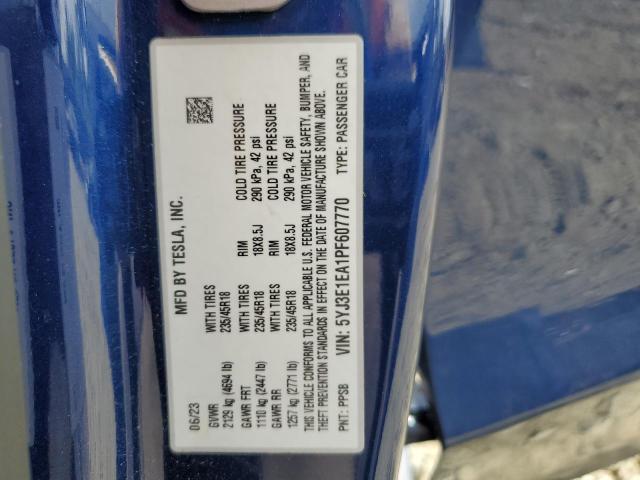 MFD BY TESLA, INC.
06/23
GVWR
2129 kg (4694 lb)
WITH TIRES
235/45R18
GAWR FRT
1110 kg (2447 lb)
WITH TIRES
235/45R18
RIM
18X8.5J
COLD TIRE PRESSURE
290 kPa, 42 psi
GAWR RR
1257 kg (2771 lb)
WITH TIRES
235/45R18
RIM
18X8.5J
COLD TIRE PRESSURE
290 kPa, 42 psi
THIS VEHICLE CONFORMS TO ALL APPLICABLE U.S. FEDERAL MOTOR VEHICLE SAFETY, BUMPER, AND
THEFT PREVENTION STANDARDS IN EFFECT ON THE DATE OF MANUFACTURE SHOWN ABOVE.
PNT: PPSB VIN: 5YJ3E1EA1PF607770 TYPE: PASSENGER CAR